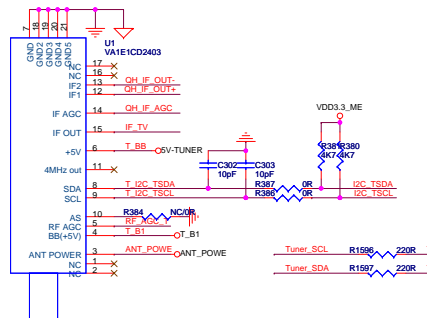 7 18 19 20 21
GND GND2 GND3 GND4 GND5
U1
VA1E1CD2403
NC 17
NC 16
IF2 13 QH_IF_OUT-
IF1 12 QH_IF_OUT+
IF AGC 14 QH_IF_AGC
IF OUT 15 IF_TV
+5V 6 T_BB 5V-TUNER
4MHz out 11
VDD3.3_ME
R380
4K7 4K7
C302 C303
10pF 10pF
SDA 8 T_I2C_TSDA R387 0R I2C_TSDA
SCL 9 T_I2C_TSCL R386 0R I2C_TSCL
AS 10 R384 NC/0R
RF AGC 5 RF_AGC_T
BB(+5V) 4 T_B1 T_B1
ANT POWER 3 ANT_POWE ANT_POWE
NC 1
NC 2
Tuner_SCL R1596 220R
Tuner_SDA R1597 220R